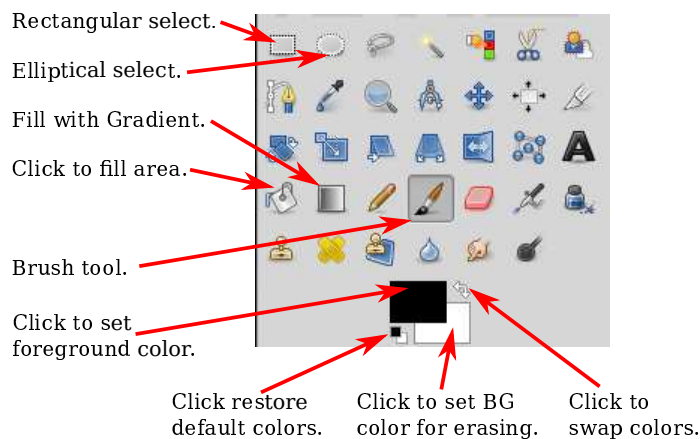 Rectangular select.
Elliptical select.
Fill with Gradient.
Click to fill area.
Brush tool.
Click to set
foreground color.
Click restore
default colors.
Click to set BG
color for erasing.
Click to
swap colors.
A